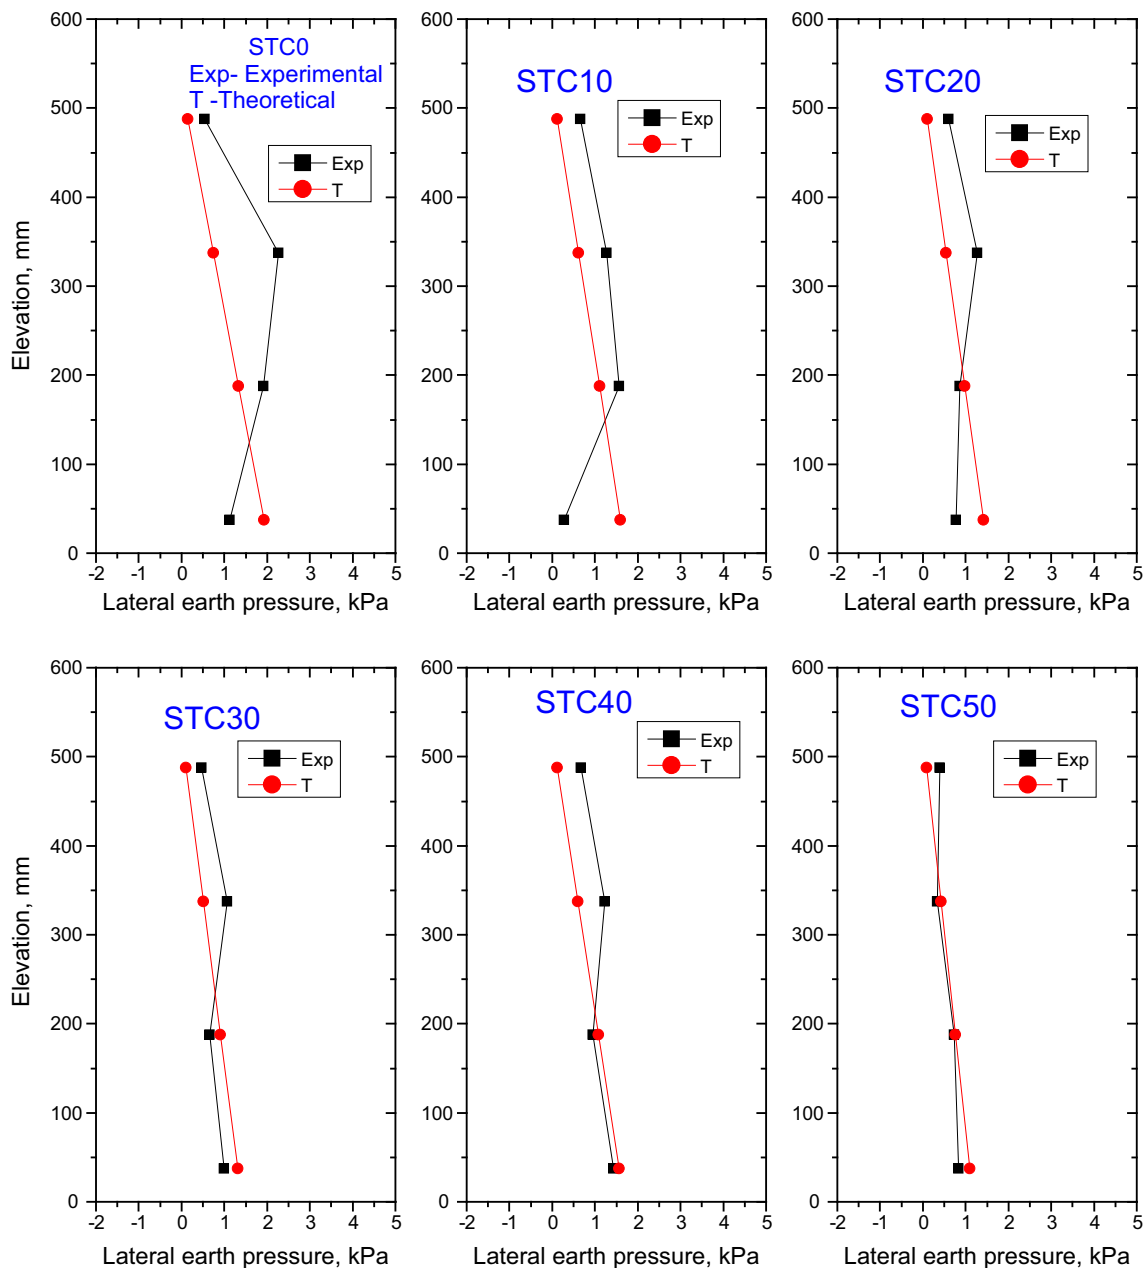 STC0
Exp- Experimental
T -Theoretical
Exp
T
600
500
400
300
200
100
0
Elevation, mm
-2 -1 0 1 2 3 4 5
Lateral earth pressure, kPa
STC10
Exp
T
600
500
400
300
200
100
0
-2 -1 0 1 2 3 4 5
Lateral earth pressure, kPa
STC20
Exp
T
600
500
400
300
200
100
0
-2 -1 0 1 2 3 4 5
Lateral earth pressure, kPa
STC30
Exp
T
600
500
400
300
200
100
0
Elevation, mm
-2 -1 0 1 2 3 4 5
Lateral earth pressure, kPa
STC40
Exp
T
600
500
400
300
200
100
0
-2 -1 0 1 2 3 4 5
Lateral earth pressure, kPa
STC50
Exp
T
600
500
400
300
200
100
0
-2 -1 0 1 2 3 4 5
Lateral earth pressure, kPa